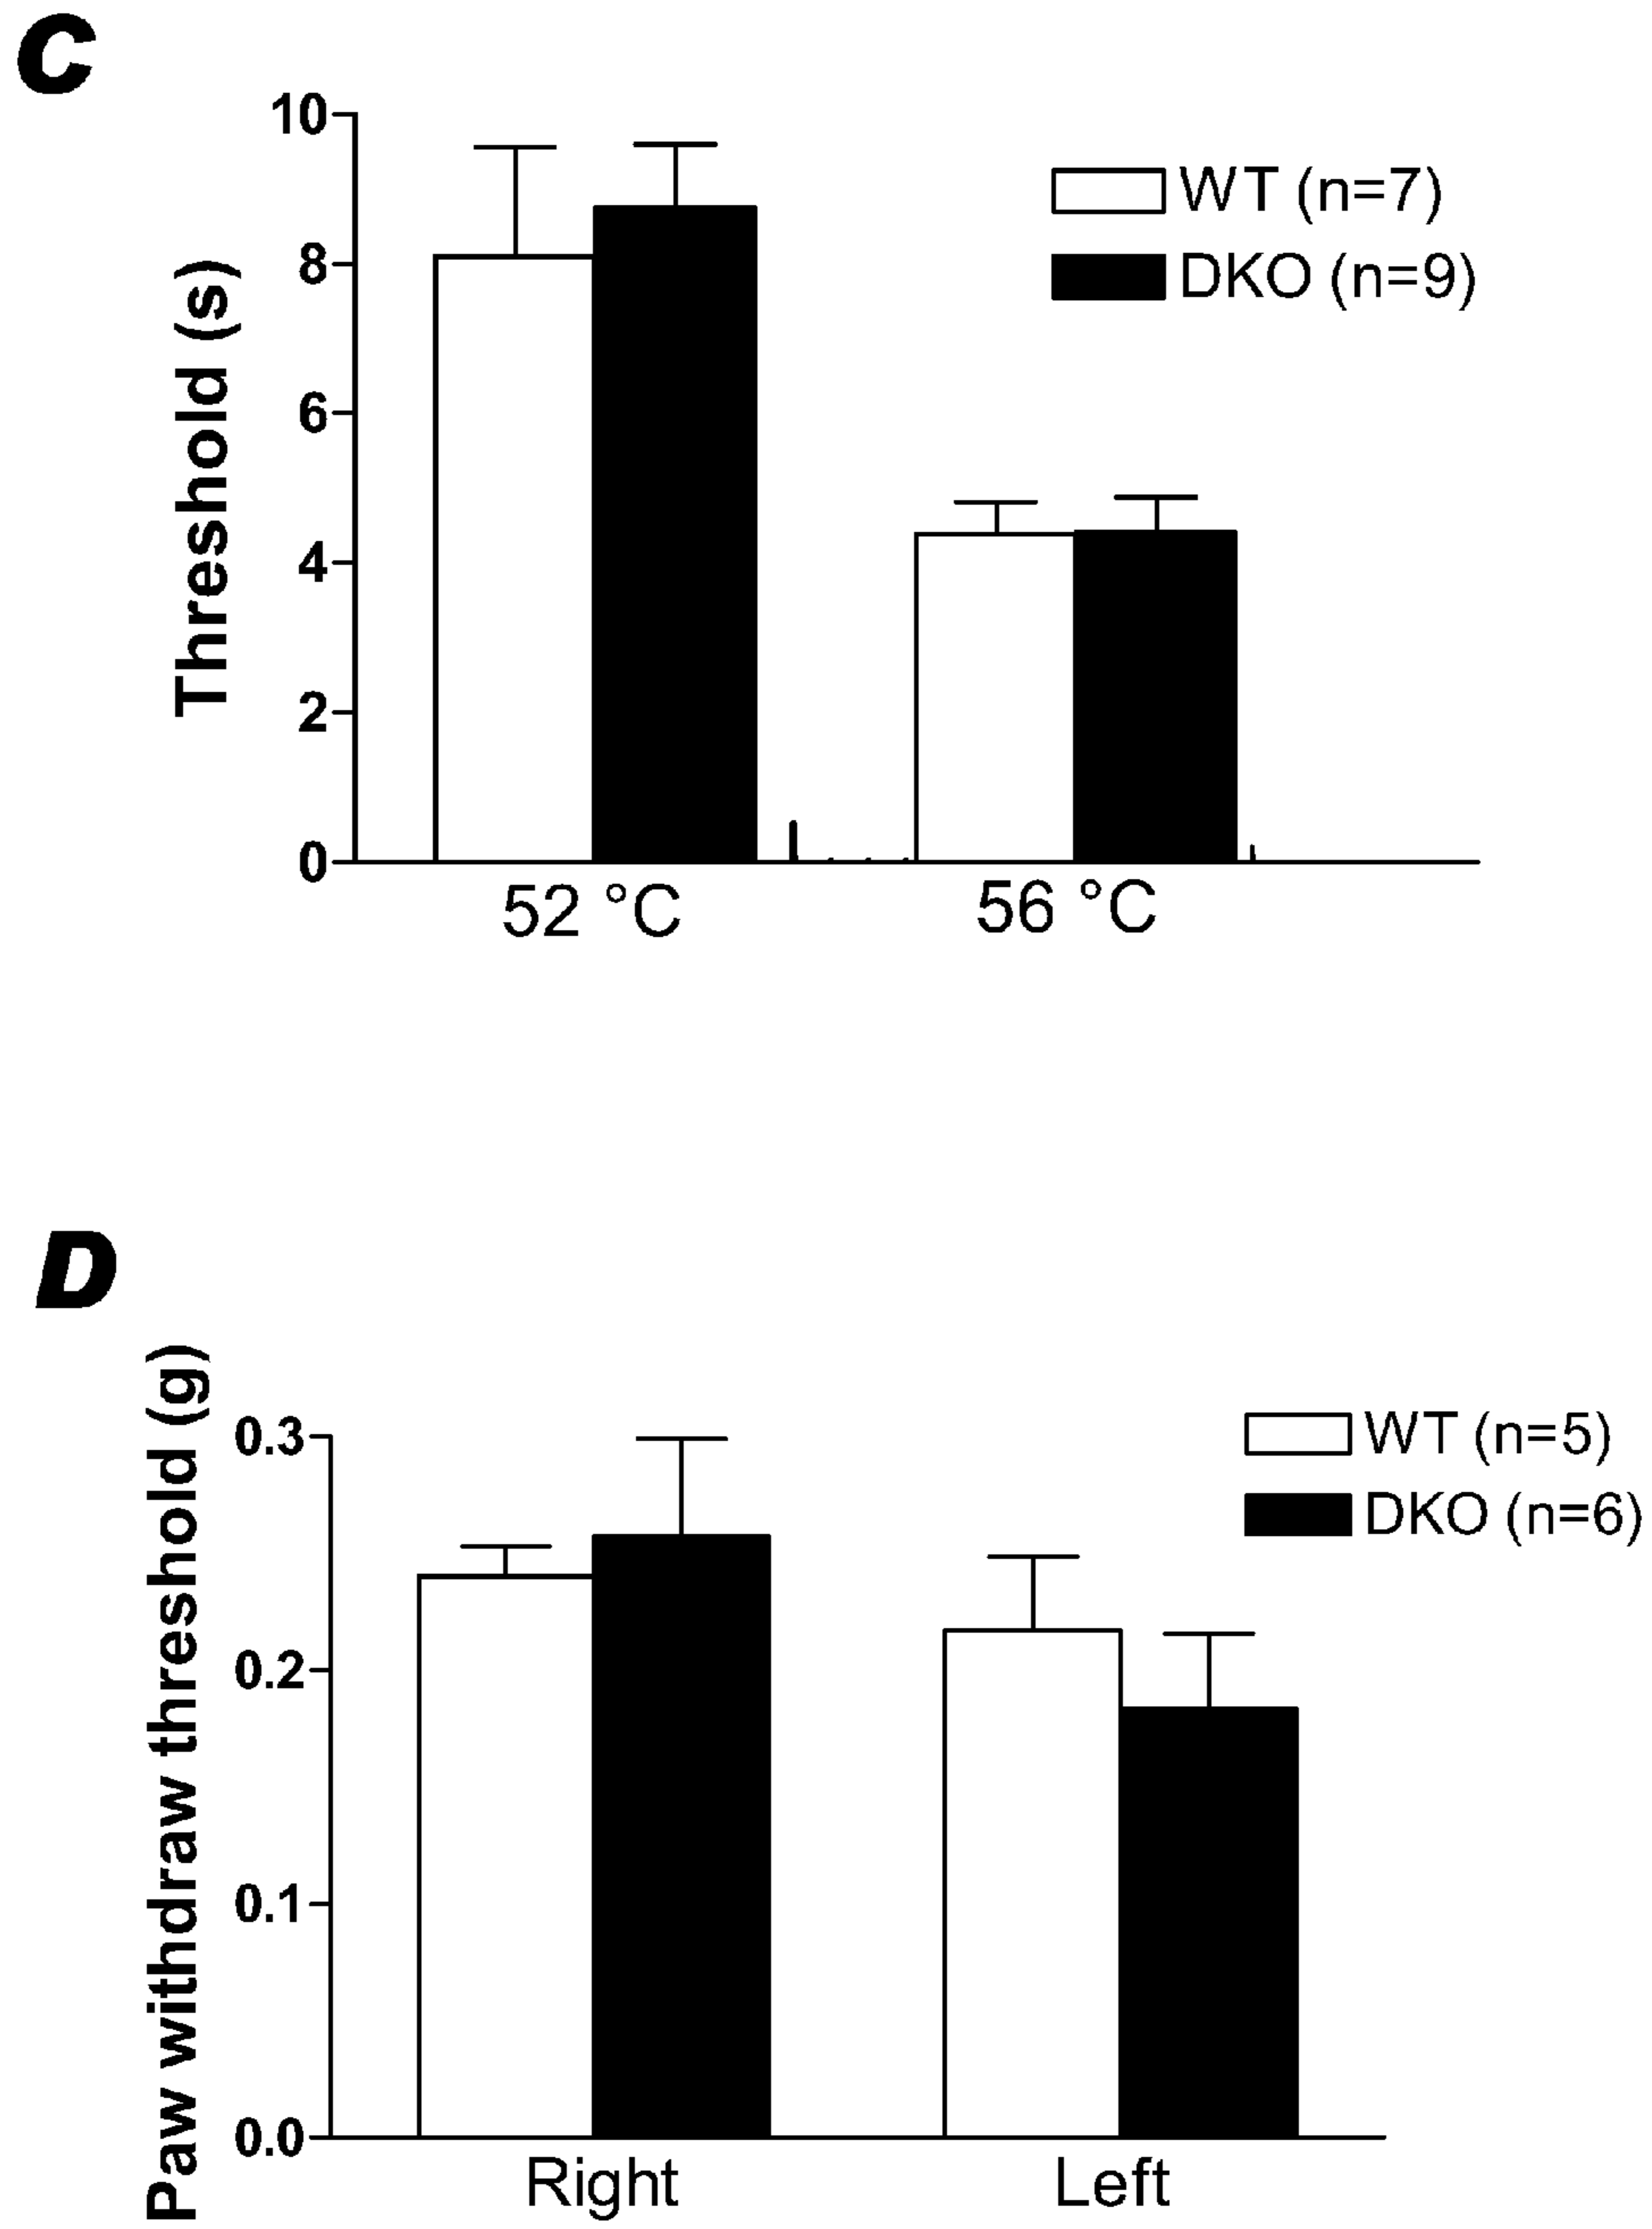 C
Threshold (s)
10
8
6
4
2
0
WT (n=7)
DKO (n=9)
52 °C
56 °C
D
Paw withdraw threshold (g)
0.3
0.2
0.1
0.0
WT (n=5)
DKO (n=6)
Right
Left